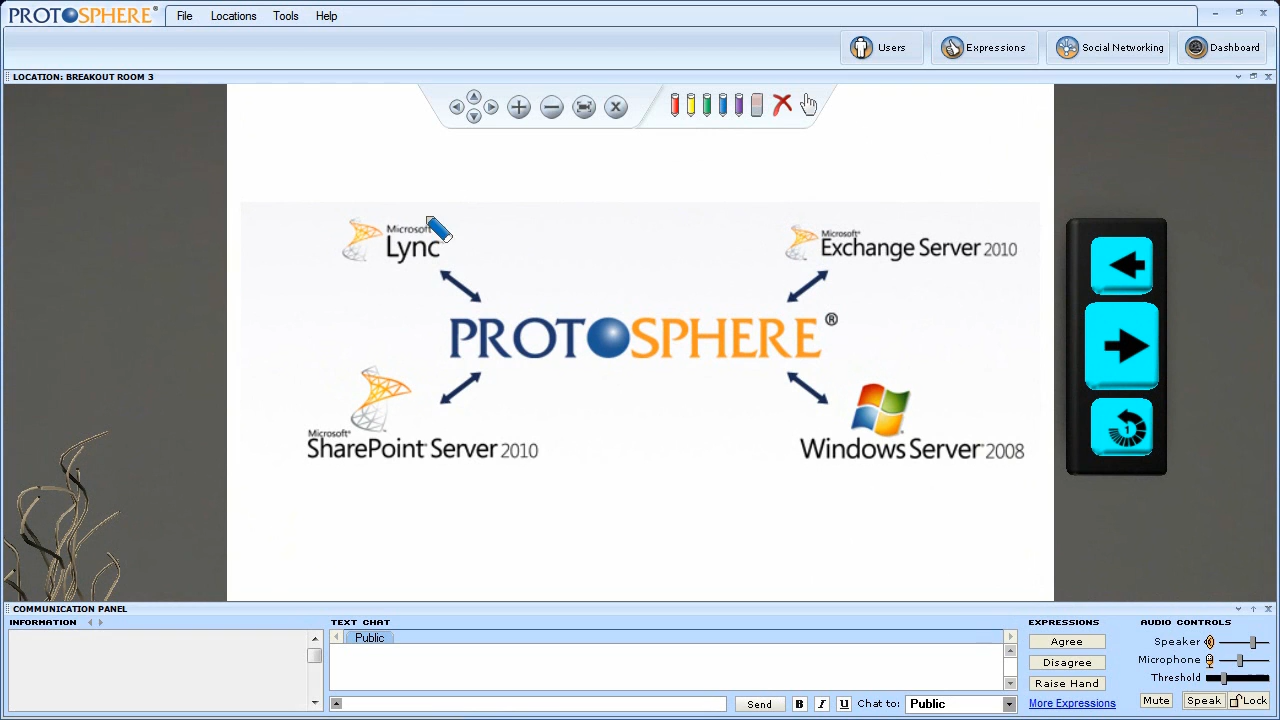 PROTOSPHERE®
File Locations Tools Help
Users Expressions Social Networking Dashboard
LOCATION: BREAKOUT ROOM 3
Microsoft
Lync
Microsoft®
Exchange Server 2010
PROTOSPHERE®
Microsoft®
SharePoint Server 2010
Windows Server 2008
1
COMMUNICATION PANEL
INFORMATION
TEXT CHAT
Public
Send B I U Chat to: Public
EXPRESSIONS
Agree
Disagree
Raise Hand
More Expressions
AUDIO CONTROLS
Speaker
Microphone
Threshold
Mute Speak Lock